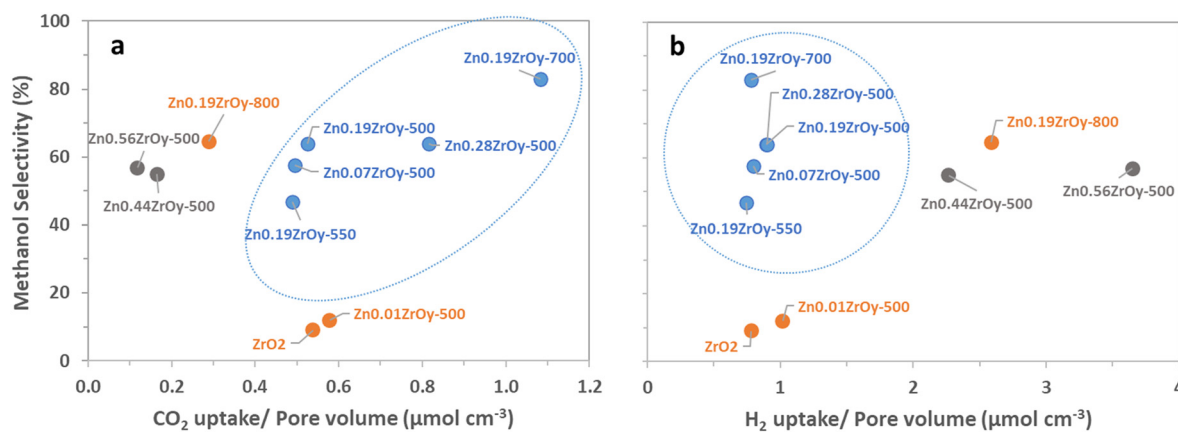 a
Methanol Selectivity (%)
100
80
60
40
20
0
Zn0.19ZrOy-700
Zn0.19ZrOy-800
Zn0.56ZrOy-500
Zn0.44ZrOy-500
Zn0.19ZrOy-500
Zn0.28ZrOy-500
Zn0.07ZrOy-500
Zn0.19ZrOy-550
Zn0.01ZrOy-500
ZrO2
0.0 0.2 0.4 0.6 0.8 1.0 1.2
CO₂ uptake/ Pore volume (µmol cm⁻³)
b
Zn0.19ZrOy-700
Zn0.28ZrOy-500
Zn0.19ZrOy-500
Zn0.19ZrOy-800
Zn0.07ZrOy-500
Zn0.44ZrOy-500
Zn0.56ZrOy-500
Zn0.19ZrOy-550
Zn0.01ZrOy-500
ZrO2
0 1 2 3 4
H₂ uptake/ Pore volume (µmol cm⁻³)